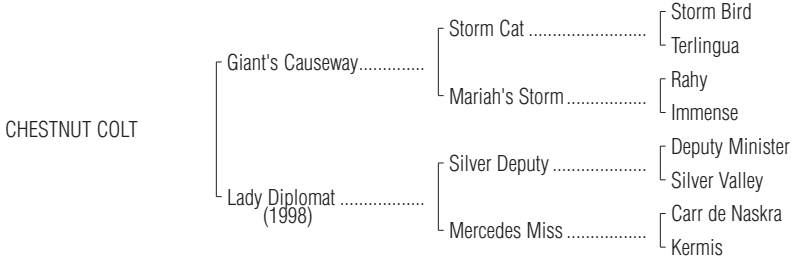 Storm Bird
Storm Cat ..........................
Terlingua
Giant's Causeway..............
Rahy
Mariah's Storm .................
Immense
CHESTNUT COLT
Deputy Minister
Silver Deputy .....................
Silver Valley
Lady Diplomat ..................
(1998)
Carr de Naskra
Mercedes Miss .................
Kermis